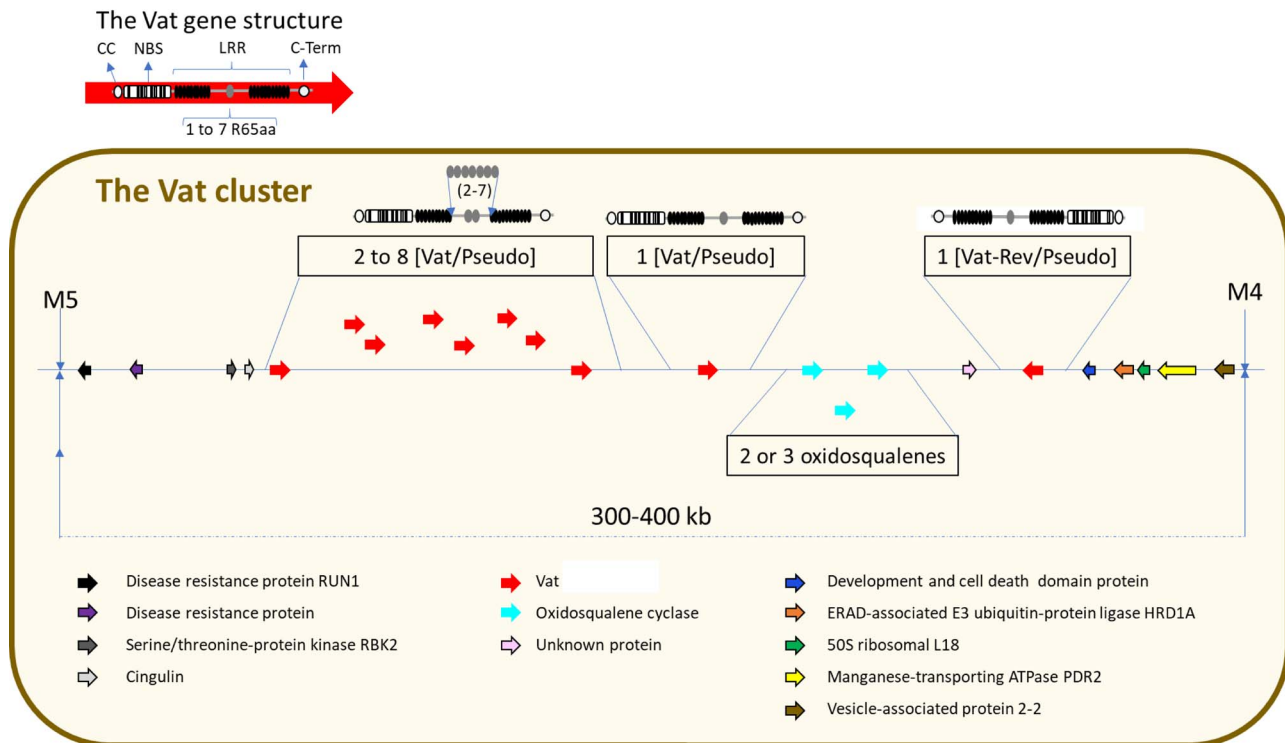 The Vat gene structure
CC NBS LRR C-Term
1 to 7 R65aa
The Vat cluster
(2-7)
2 to 8 [Vat/Pseudo] 1 [Vat/Pseudo] 1 [Vat-Rev/Pseudo]
M5 M4
2 or 3 oxidosqualenes
300-400 kb
Disease resistance protein RUN1 Vat Development and cell death domain protein
Disease resistance protein Oxidosqualene cyclase ERAD-associated E3 ubiquitin-protein ligase HRD1A
Serine/threonine-protein kinase RBK2 Unknown protein 50S ribosomal L18
Cingulin Manganese-transporting ATPase PDR2
Vesicle-associated protein 2-2